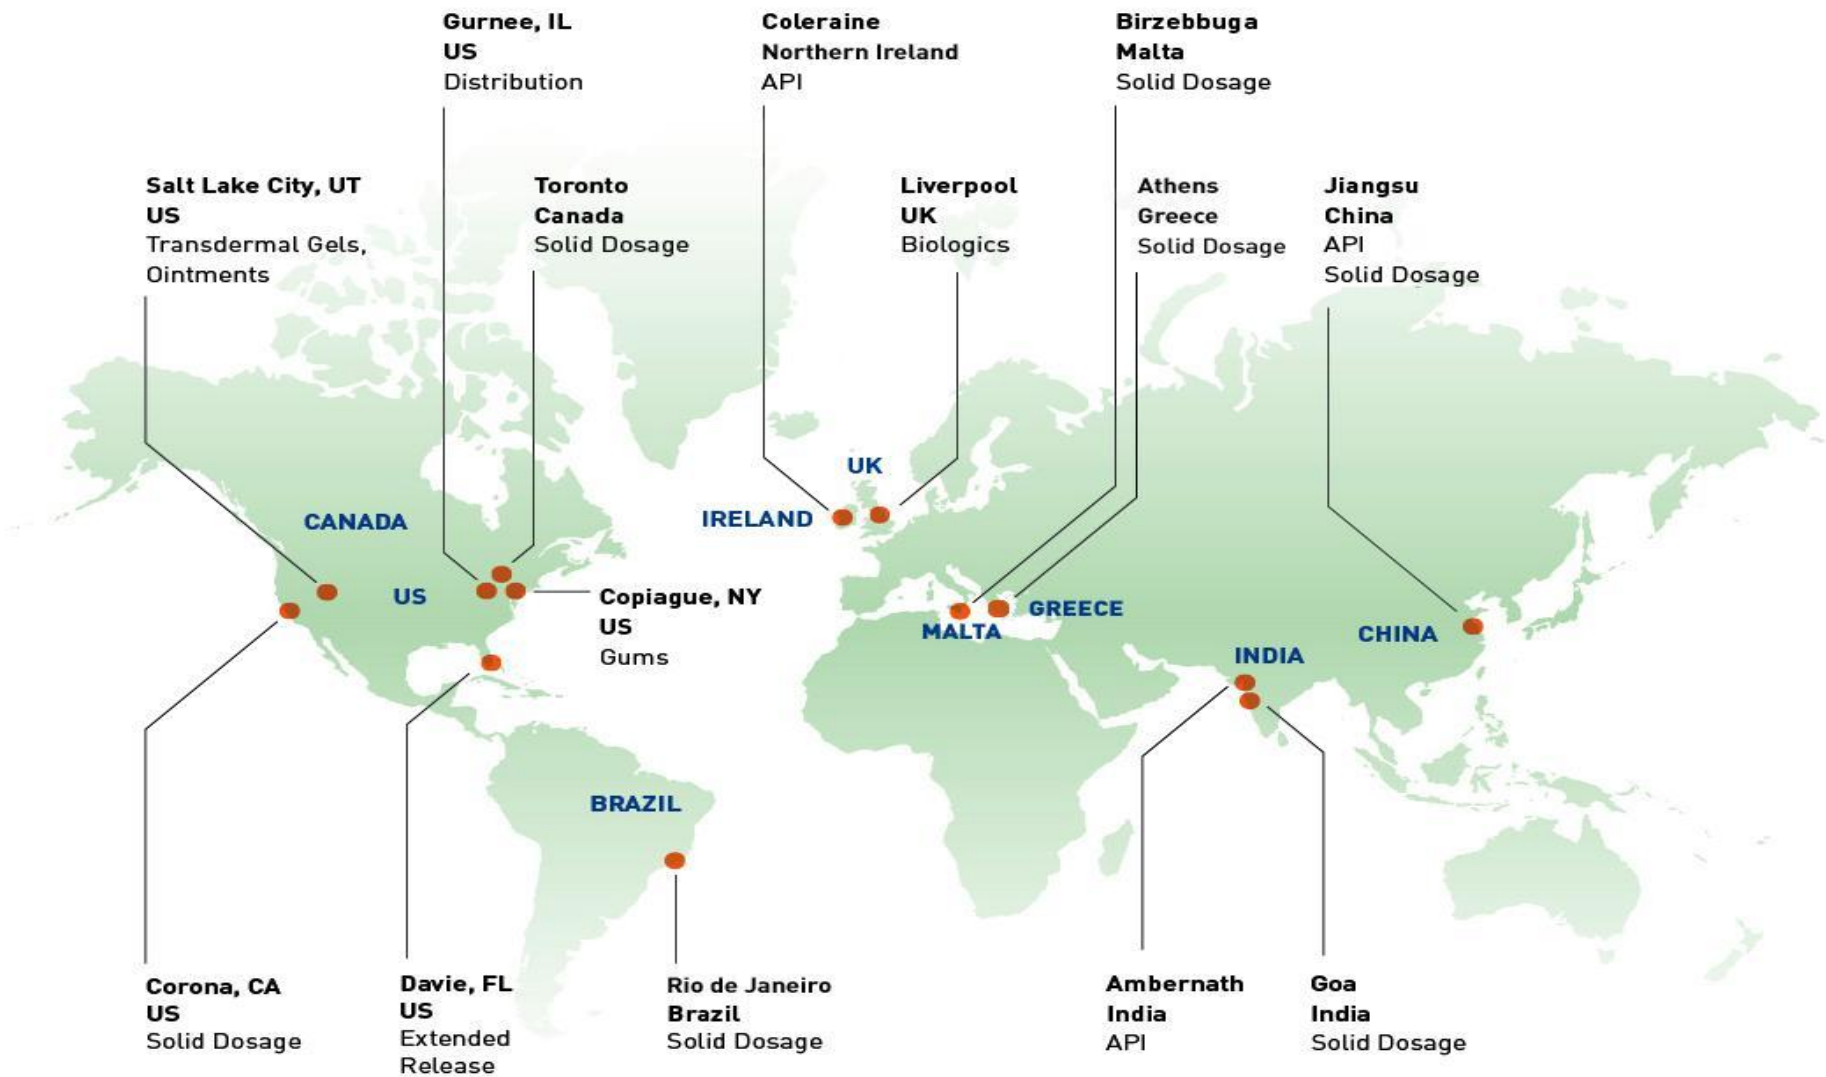 Gurnee, IL
US
Distribution
Coleraine
Northern Ireland
API
Birzebbuga
Malta
Solid Dosage
Salt Lake City, UT
US
Transdermal Gels,
Ointments
Toronto
Canada
Solid Dosage
Liverpool
UK
Biologics
Athens
Greece
Solid Dosage
Jiangsu
China
API
Solid Dosage
UK
CANADA
IRELAND
US
Copiague, NY
US
Gums
GREECE
MALTA
CHINA
INDIA
BRAZIL
Corona, CA
US
Solid Dosage
Davie, FL
US
Extended
Release
Rio de Janeiro
Brazil
Solid Dosage
Ambernath
India
API
Goa
India
Solid Dosage